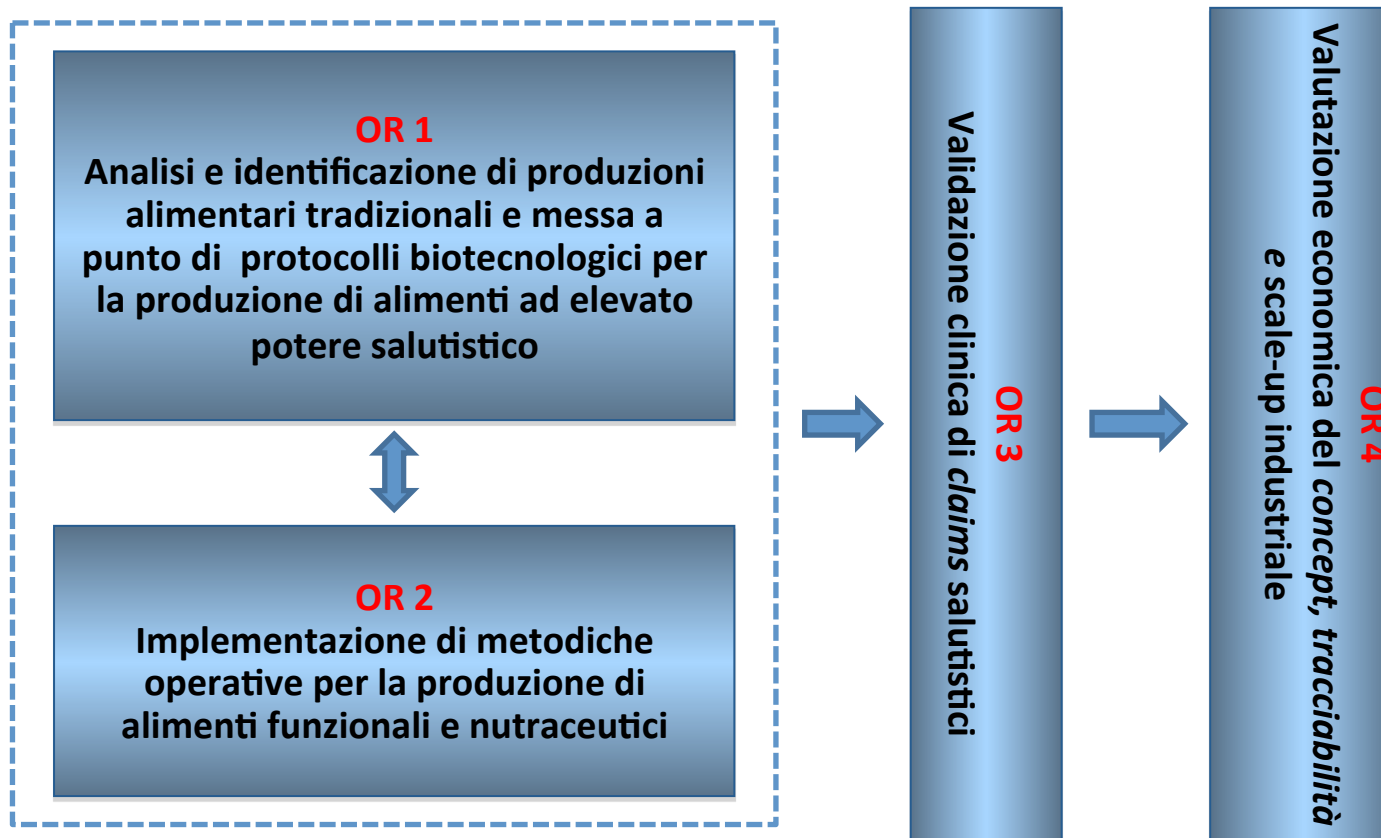 OR 1
Analisi e identificazione di produzioni
alimentari tradizionali e messa a
punto di protocolli biotecnologici per
la produzione di alimenti ad elevato
potere salutistico
OR 2
Implementazione di metodiche
operative per la produzione di
alimenti funzionali e nutraceutici
OR 3
Validazione clinica di claims salutistici
OR 4
Valutazione economica del concept, tracciabilità
e scale-up industriale